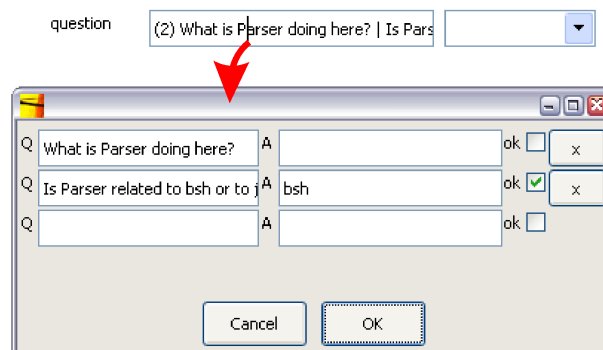 question (2) What is Parser doing here? | Is Pars
Q What is Parser doing here? A ok x
Q Is Parser related to bsh or to j A bsh ok x
Q A ok
Cancel OK